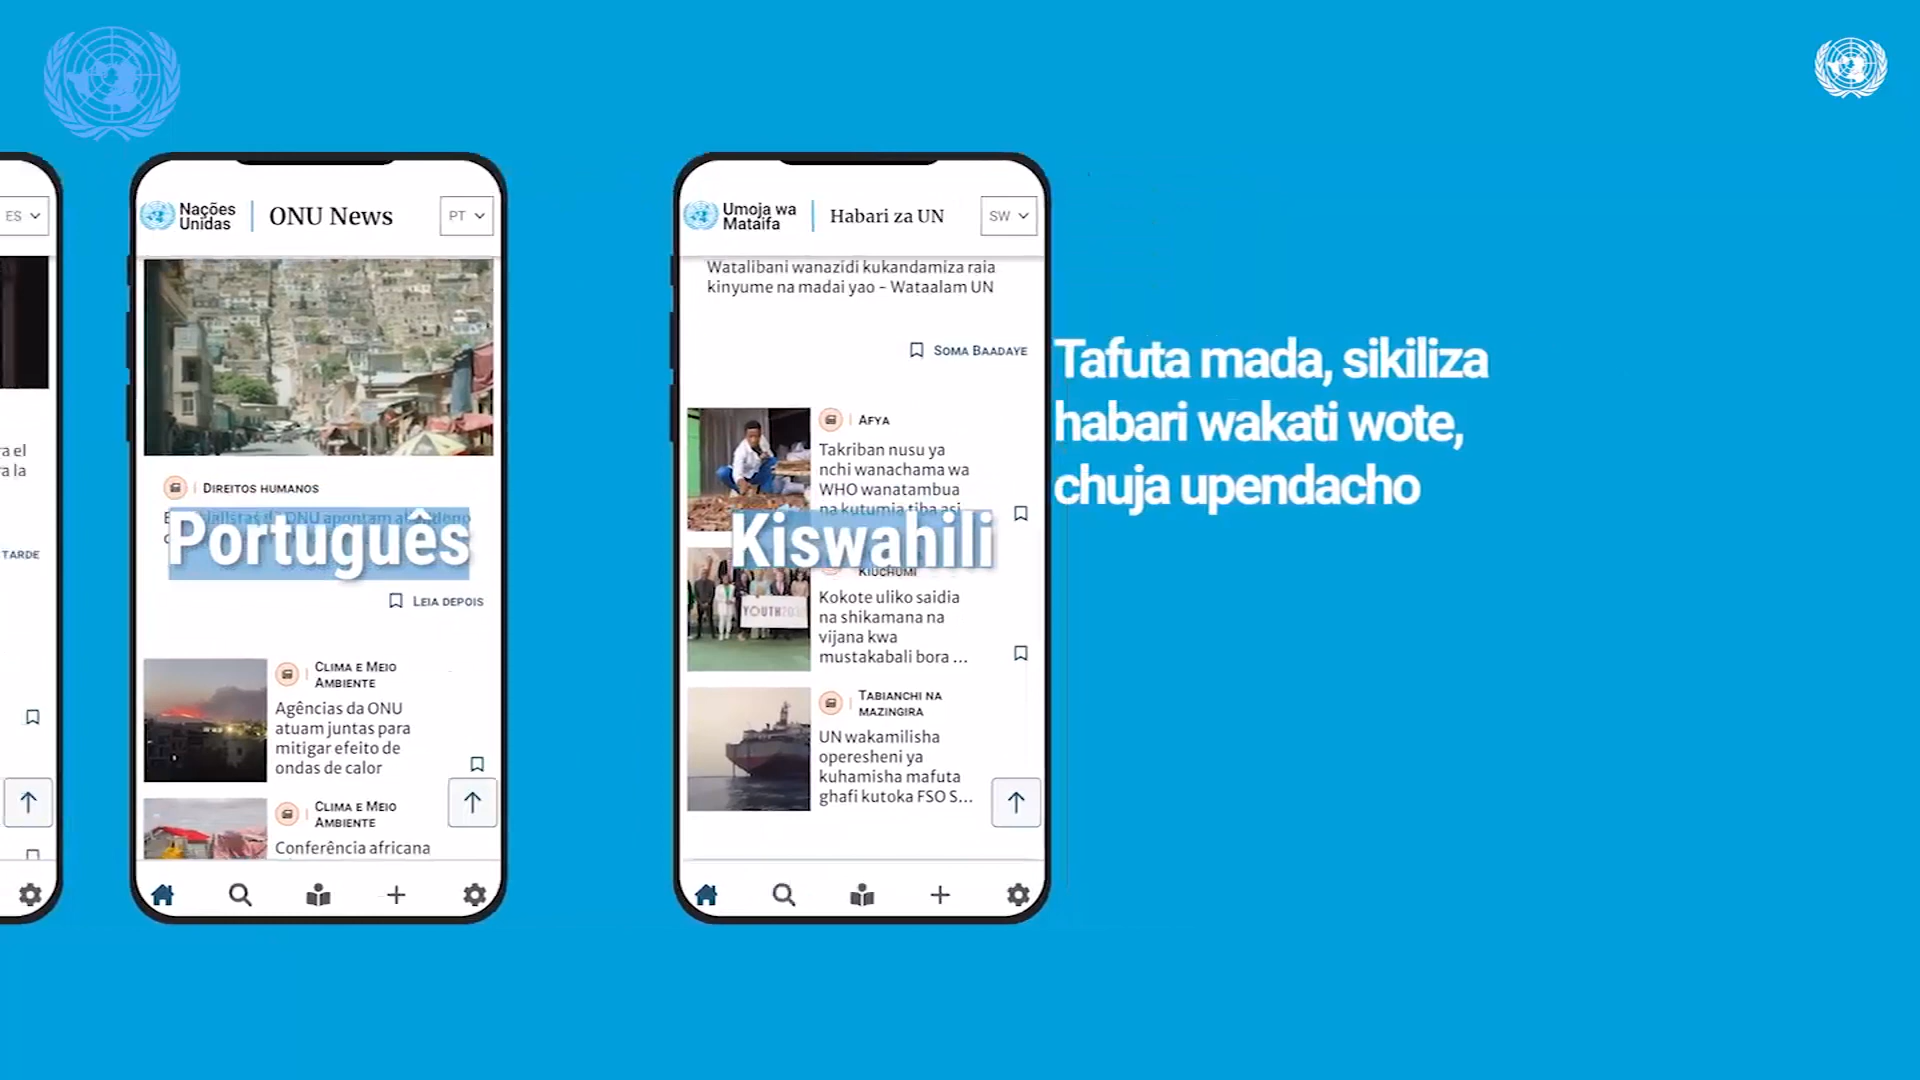 ES
ra el
ra la
TARDE
Nações
Unidas
ONU News
PT
DIREITOS HUMANOS
Português
LEIA DEPOIS
CLIMA E MEIO
AMBIENTE
Agências da ONU
atuam juntas para
mitigar efeito de
ondas de calor
CLIMA E MEIO
AMBIENTE
Conferência africana
Umoja wa
Mataifa
Habari za UN
SW
Watalibani wanazidi kukandamiza raia
kinyume na madai yao - Wataalam UN
SOMA BAADAYE
AFYA
Takriban nusu ya
nchi wanachama wa
WHO wanatambua
na kutumia tiba asi
Kiswahili
KIUCHUMI
YOUTH2030
Kokote uliko saidia
na shikamana na
vijana kwa
mustakabali bora ...
TABIANCHI NA
MAZINGIRA
UN wakamilisha
operesheni ya
kuhamisha mafuta
ghafi kutoka FSO S...
Tafuta mada, sikiliza
habari wakati wote,
chuja upendacho